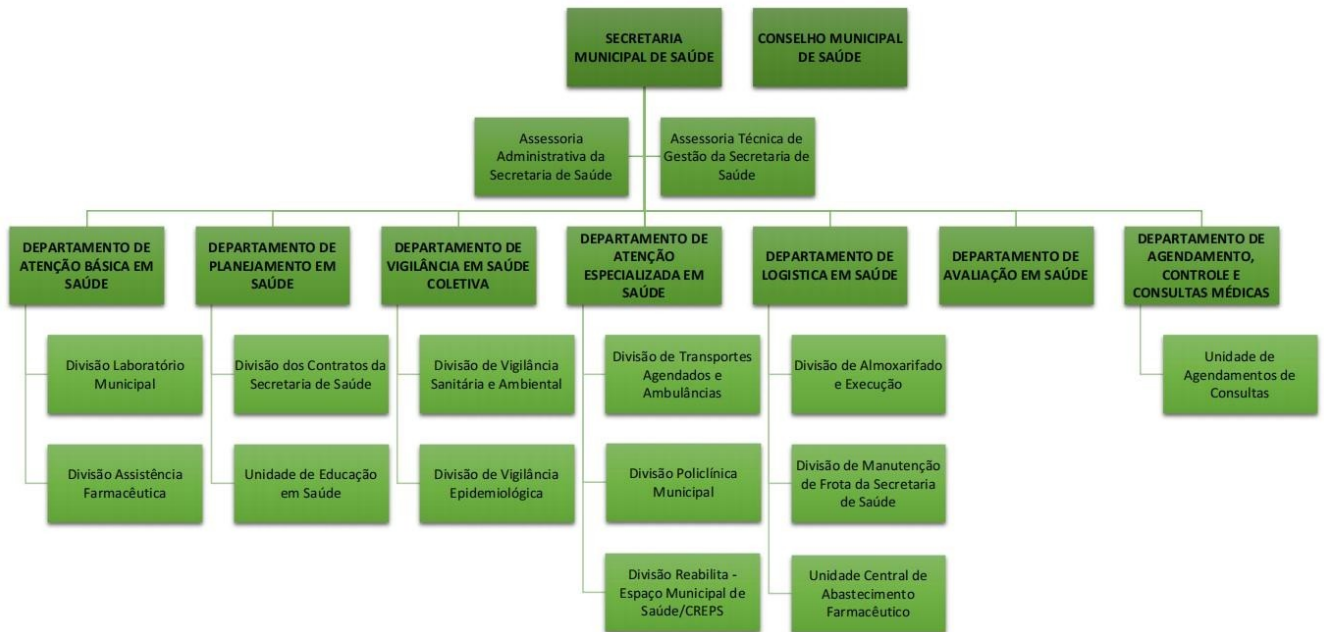 SECRETARIA
MUNICIPAL DE SAÚDE
CONSELHO MUNICIPAL
DE SAÚDE
Assessoria
Administrativa da
Secretaria de Saúde
Assessoria Técnica de
Gestão da Secretaria de
Saúde
DEPARTAMENTO DE
ATENÇÃO BÁSICA EM
SAÚDE
DEPARTAMENTO DE
PLANEJAMENTO EM
SAÚDE
DEPARTAMENTO DE
VIGILÂNCIA EM SAÚDE
COLETIVA
DEPARTAMENTO DE
ATENÇÃO
ESPECIALIZADA EM
SAÚDE
DEPARTAMENTO DE
LOGISTICA EM SAÚDE
DEPARTAMENTO DE
AVALIAÇÃO EM SAÚDE
DEPARTAMENTO DE
AGENDAMENTO,
CONTROLE E
CONSULTAS MÉDICAS
Divisão Laboratório
Municipal
Divisão dos Contratos da
Secretaria de Saúde
Divisão de Vigilância
Sanitária e Ambiental
Divisão de Transportes
Agendados e
Ambulâncias
Divisão de Almoxarifado
e Execução
Unidade de
Agendamentos de
Consultas
Divisão Assistência
Farmacêutica
Unidade de Educação
em Saúde
Divisão de Vigilância
Epidemiológica
Divisão Policlínica
Municipal
Divisão de Manutenção
de Frota da Secretaria
de Saúde
Divisão Reabilita -
Espaço Municipal de
Saúde/CREPS
Unidade Central de
Abastecimento
Farmacêutico